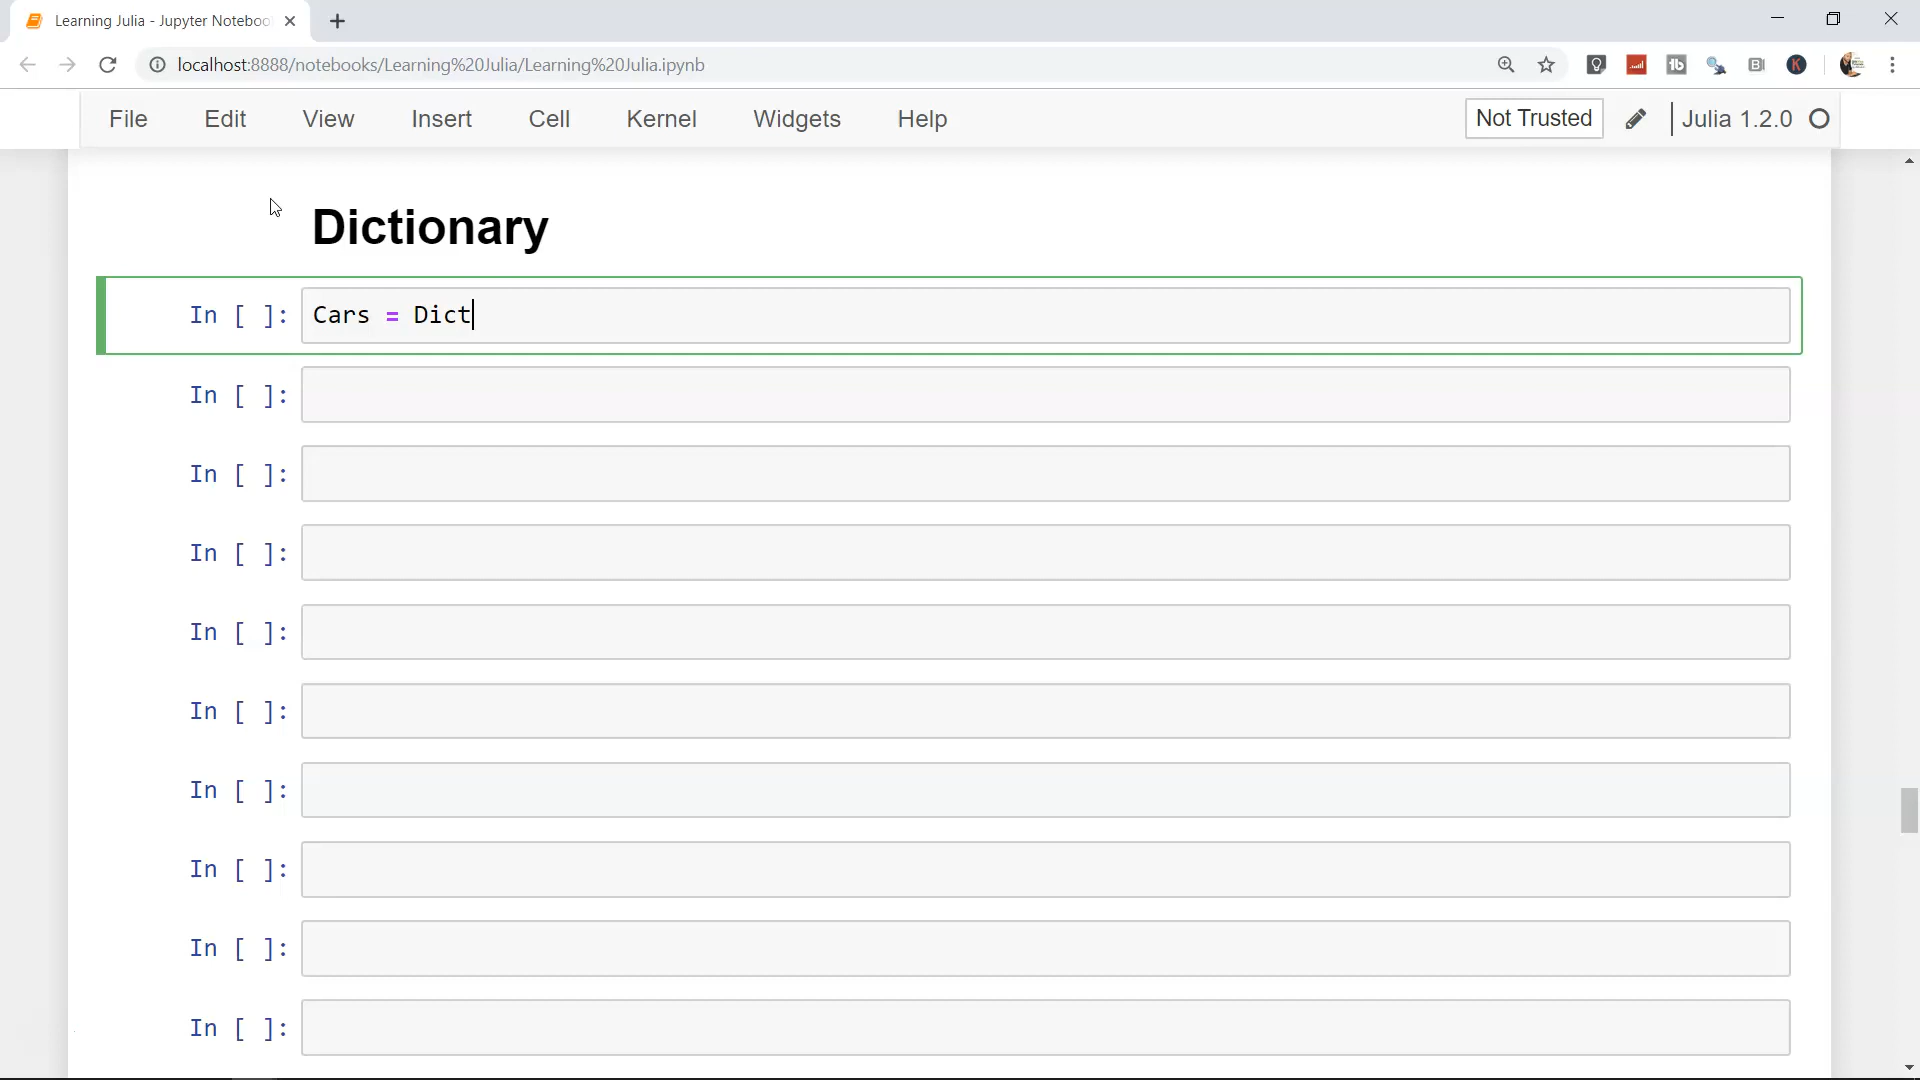 Learning Julia - Jupyter Noteboo
localhost:8888/notebooks/Learning%20Julia/Learning%20Julia.ipynb
File Edit View Insert Cell Kernel Widgets Help Not Trusted Julia 1.2.0
Dictionary
In [ ]: Cars = Dict
In [ ]:
In [ ]:
In [ ]:
In [ ]:
In [ ]:
In [ ]:
In [ ]:
In [ ]:
In [ ]: